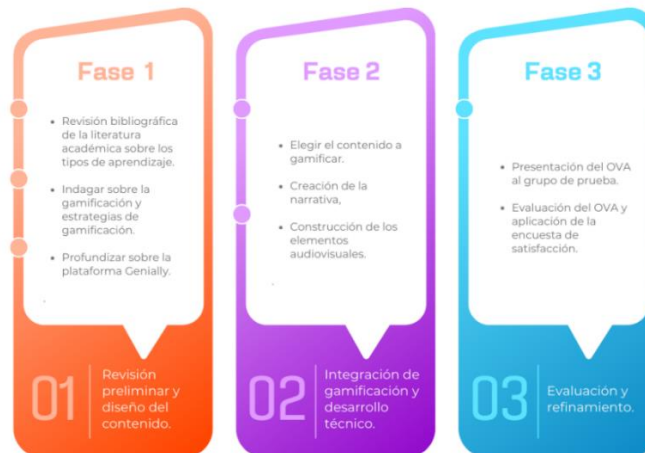 Fase 1
• Revisión bibliográfica
de la literatura
académica sobre los
tipos de aprendizaje.
• Indagar sobre la
gamificación y
estrategias de
gamificación.
• Profundizar sobre la
plataforma Genially.
.
01
Revisión
preliminar y
diseño del
contenido.
Fase 2
• Elegir el contenido a
gamificar.
• Creación de la
narrativa,
• Construcción de los
elementos
audiovisuales.
.
02
Integración de
gamificación y
desarrollo
técnico.
Fase 3
• Presentación del OVA
al grupo de prueba.
• Evaluación del OVA y
aplicación de la
encuesta de
satisfacción.
03
Evaluación y
refinamiento.